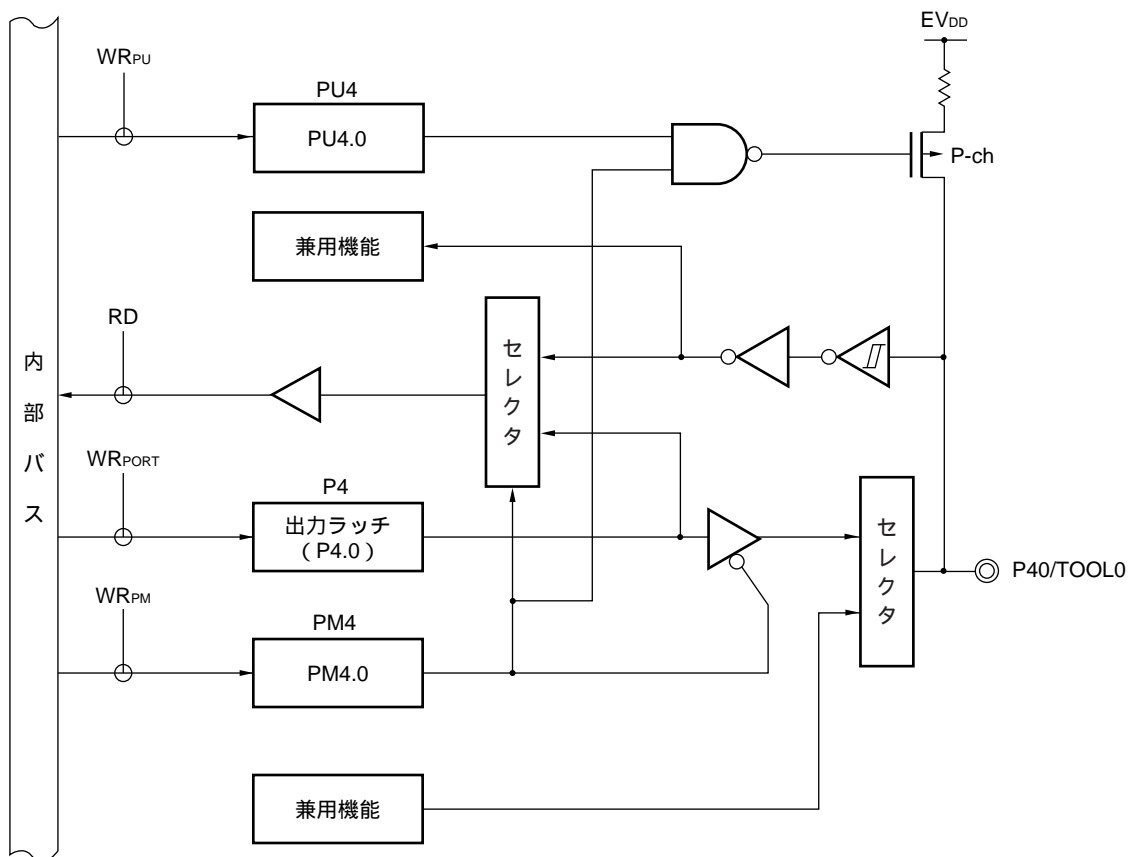 EVDD
WRPU
PU4
PU4.0
P-ch
兼用機能
RD
セレクタ
内部バス
WRPORT
P4
出力ラッチ
（P4.0）
セレクタ
P40/TOOL0
WRPM
PM4
PM4.0
兼用機能